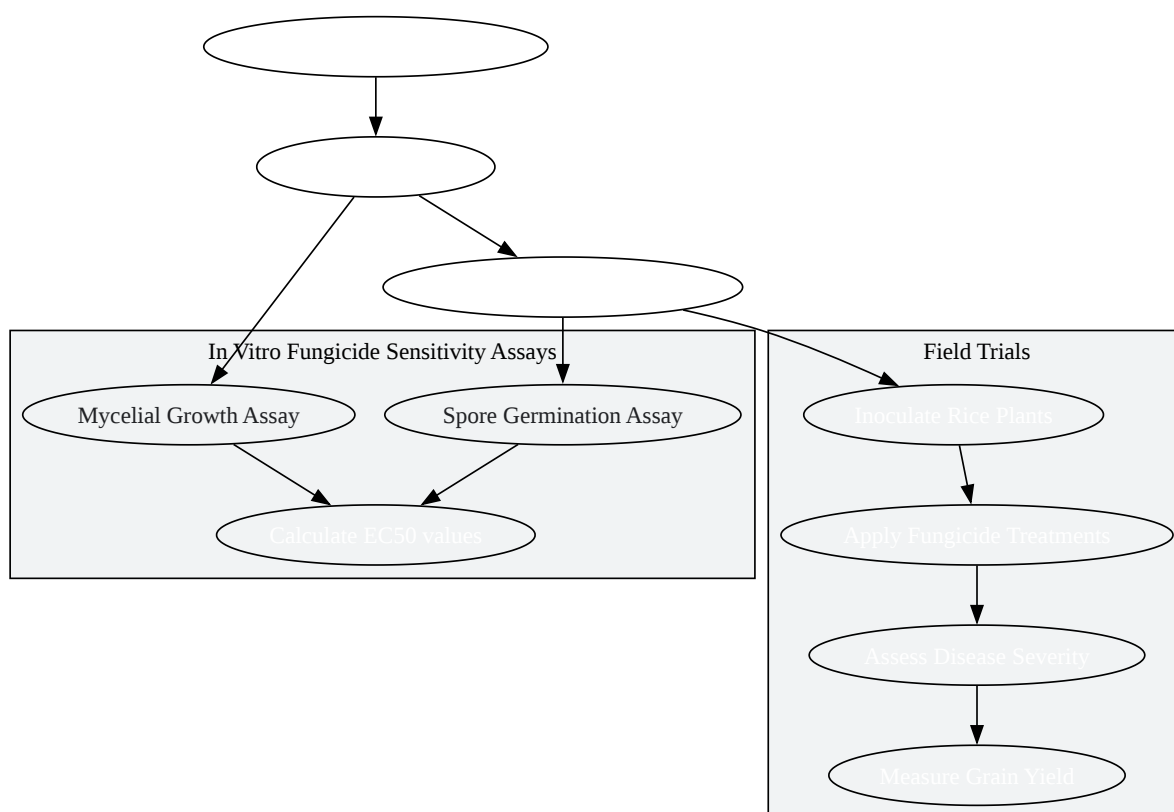 In Vitro Fungicide Sensitivity Assays
Field Trials
Mycelial Growth Assay
Spore Germination Assay
Inoculate Rice Plants
Calculate EC50 values
Apply Fungicide Treatments
Assess Disease Severity
Measure Grain Yield